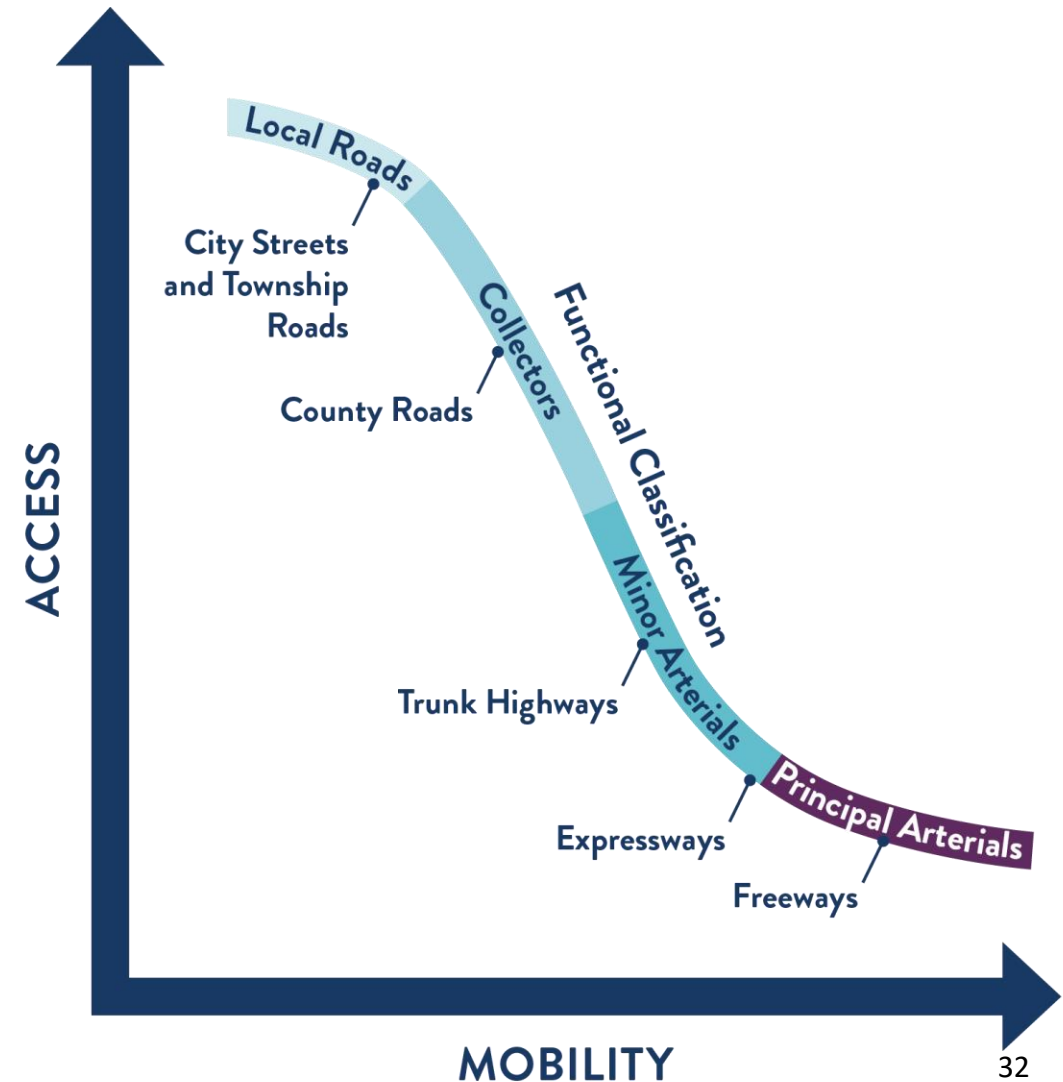 Local Roads
City Streets
and Township
Roads
Collectors
County Roads
Functional Classification
ACCESS
Minor Arterials
Trunk Highways
Principal Arterials
Expressways
Freeways
MOBILITY
32